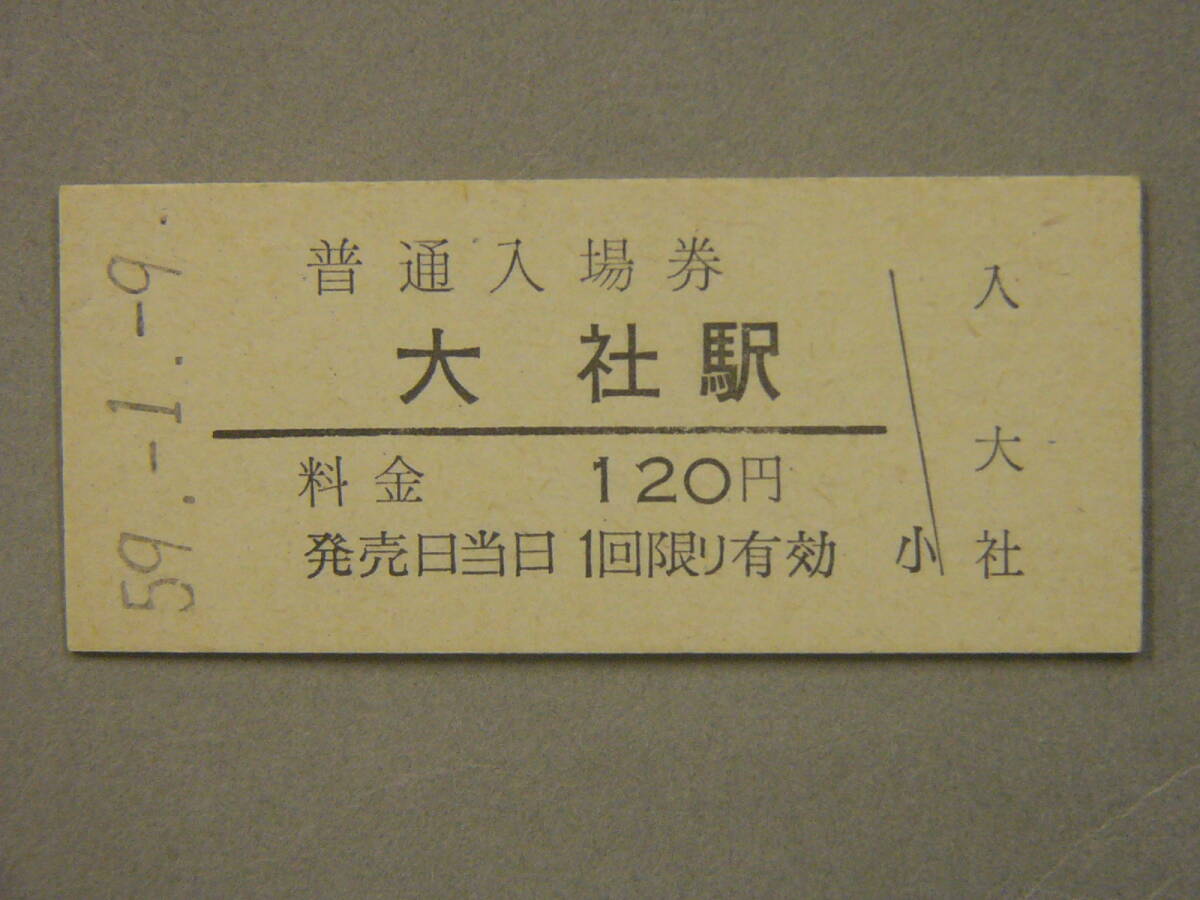 普通入場券
大社駅
料金 120円
発売日当日1回限り有効
小
入
大
社
59.-1.-9.